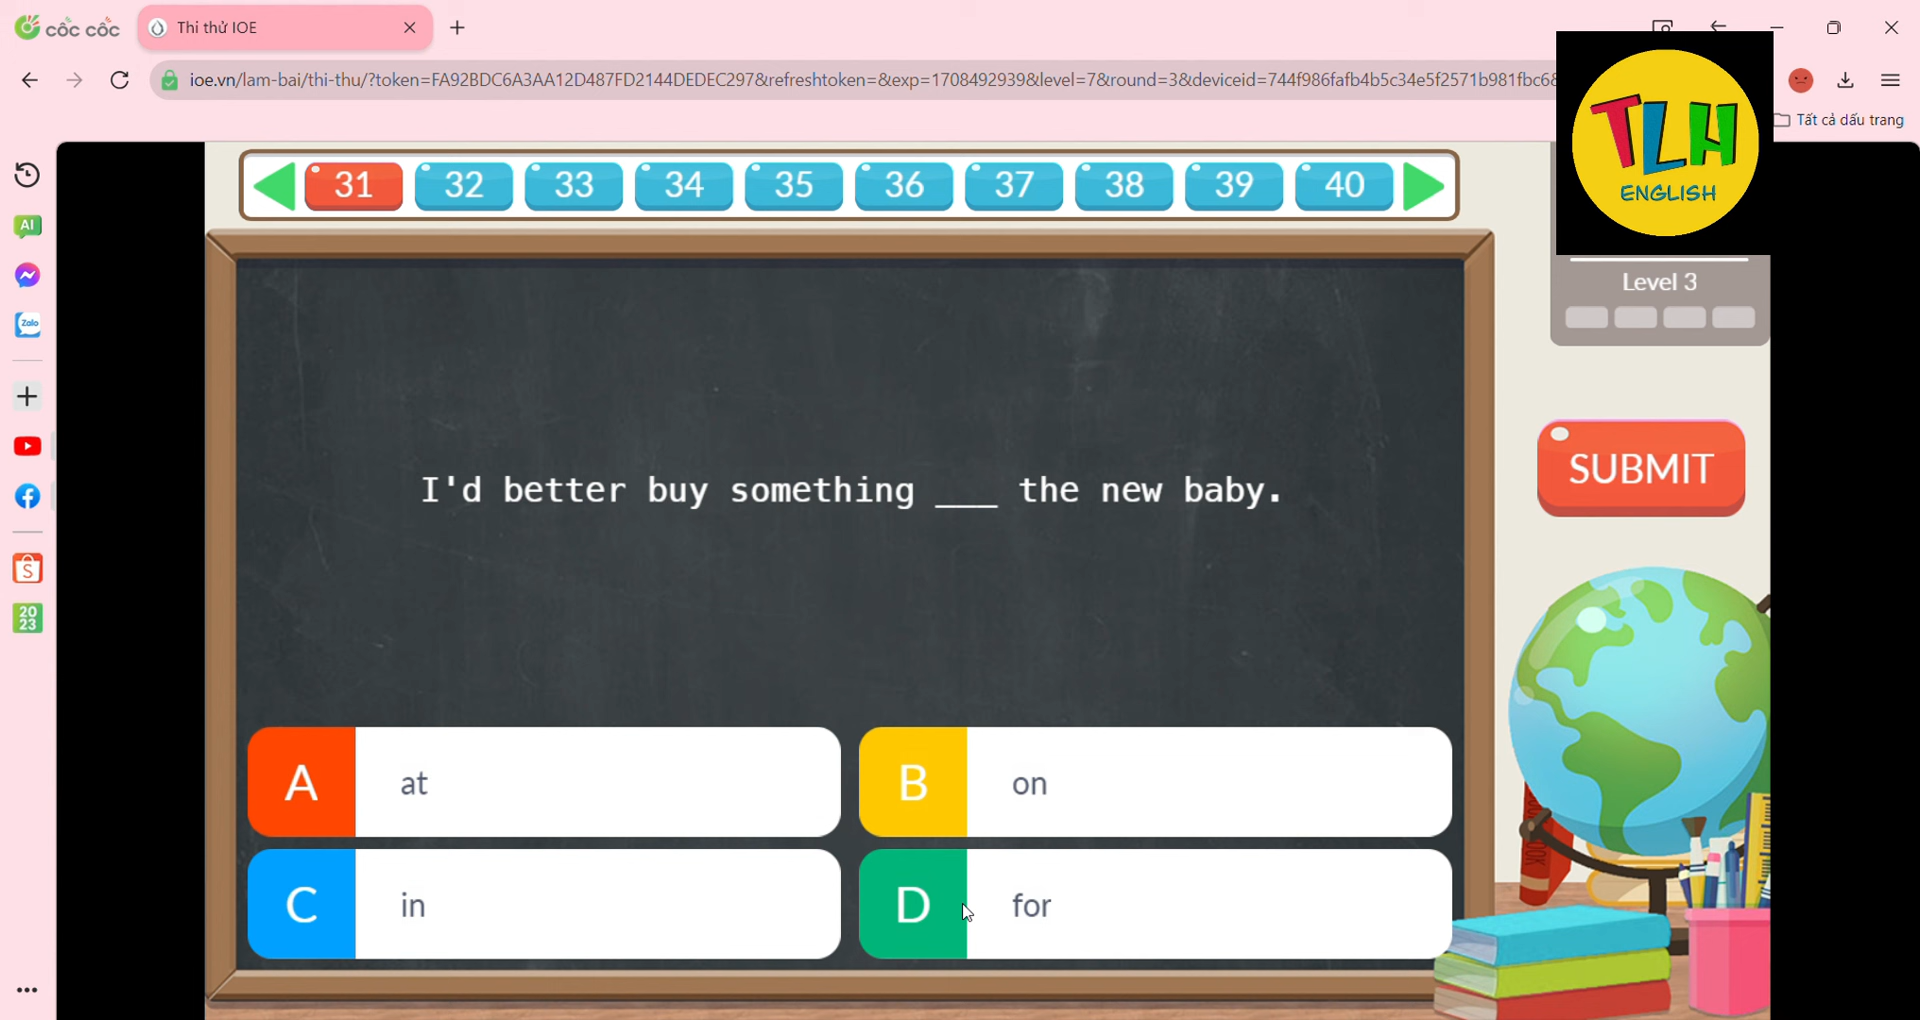 cốc cốc
Thi thử IOE
ioe.vn/lam-bai/thi-thu/?token=FA92BDC6A3AA12D487FD2144DEDEC297&refreshtoken=&exp=1708492939&level=7&round=3&deviceid=744f986fafb4b5c34e5f2571b981fbc6
Tất cả dấu trang
TLH
ENGLISH
31 32 33 34 35 36 37 38 39 40
Level 3
AI
Zalo
20
23
I'd better buy something ___ the new baby.
SUBMIT
A at
B on
C in
D for